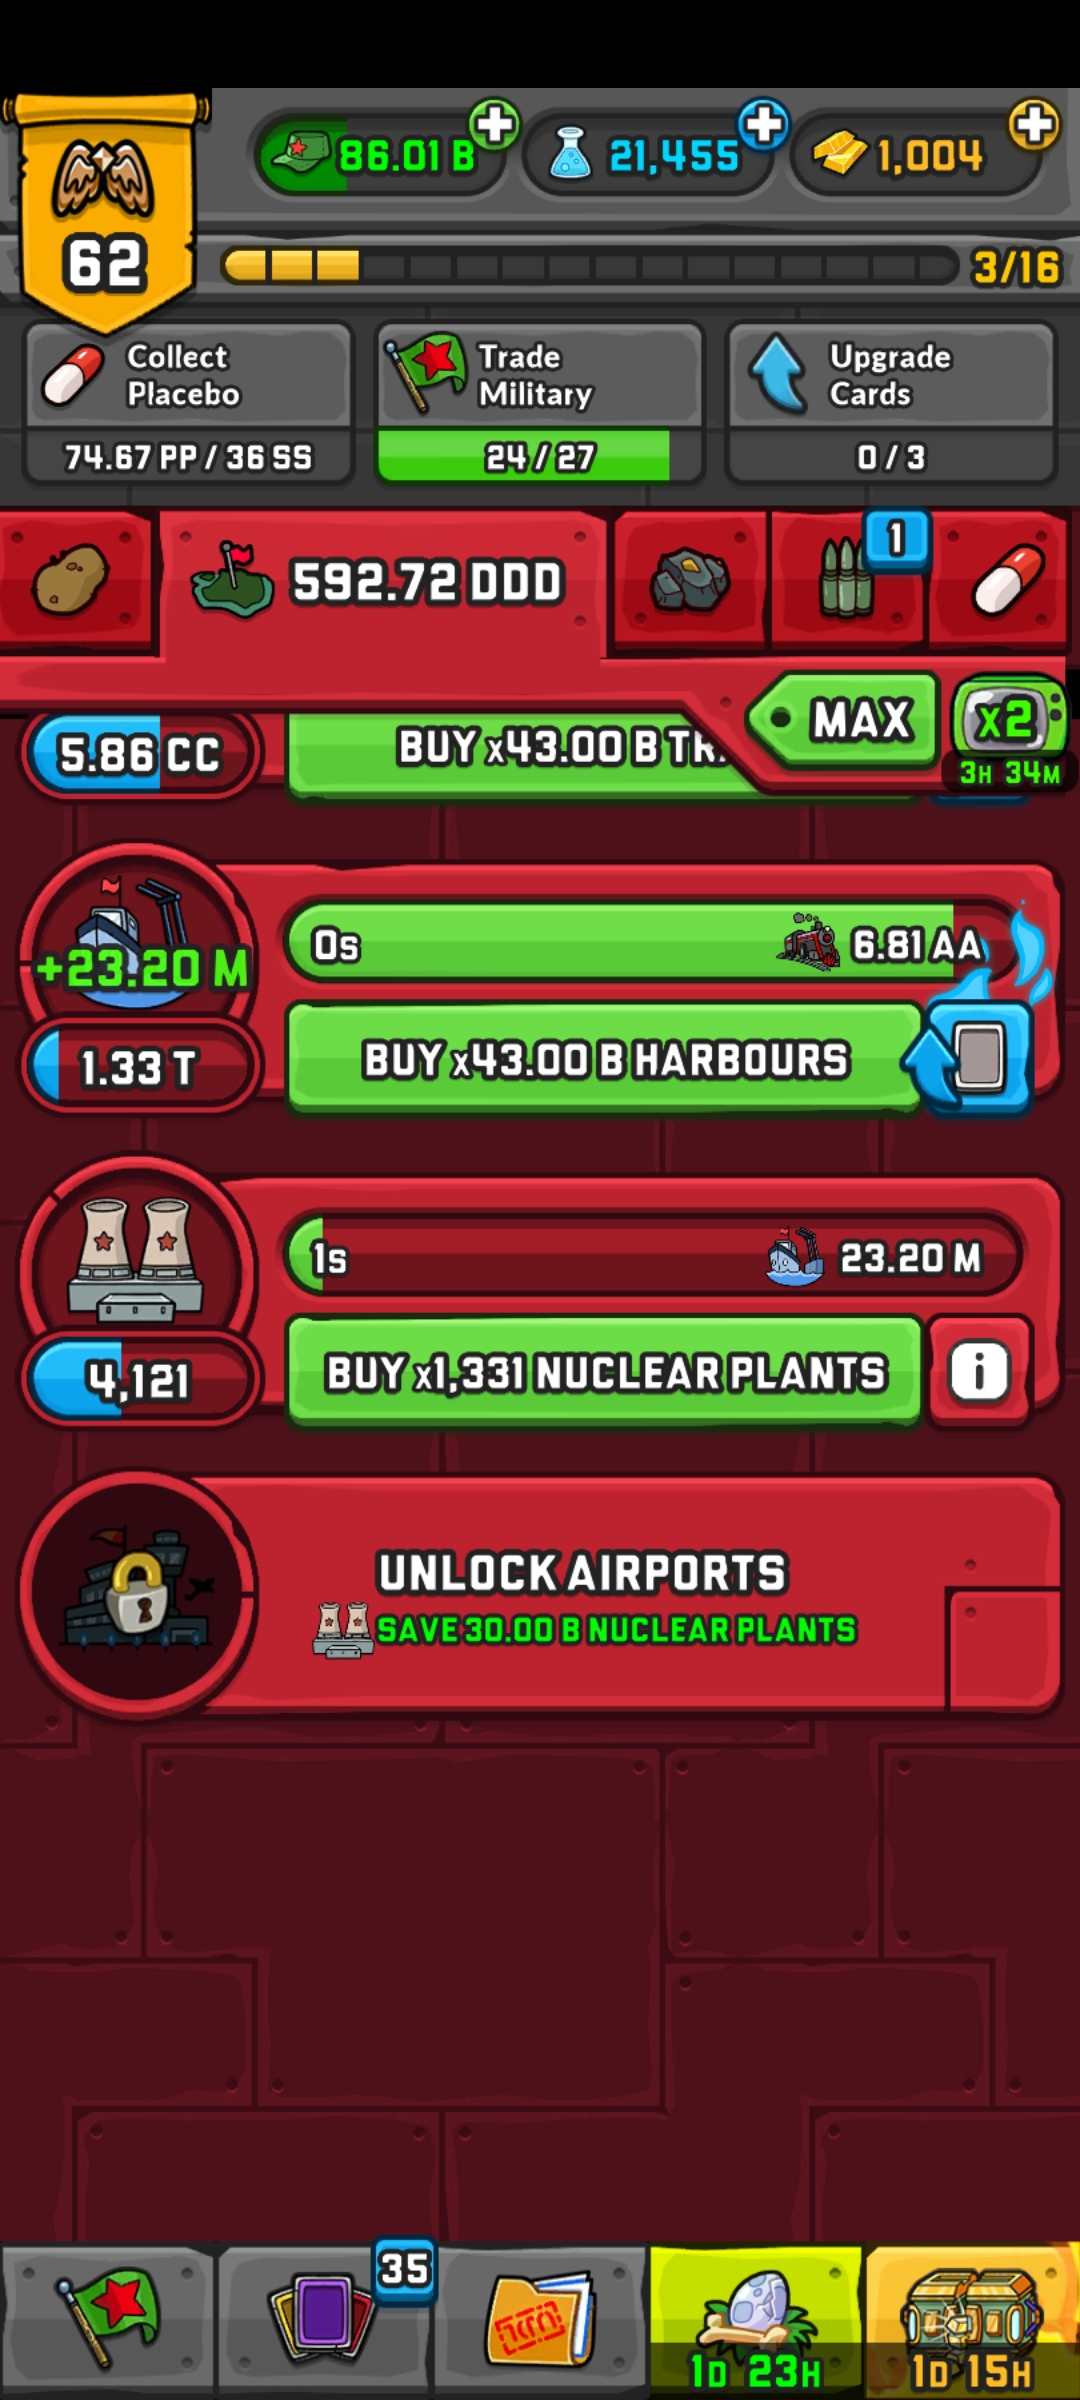 86.01 B
21,455
1,004
62
3/16
Collect
Placebo
74.67 PP / 36 SS
Trade
Military
24 / 27
Upgrade
Cards
0 / 3
592.72 DDD
1
MAX
x2
3H 34M
5.86 CC
BUY x43.00 B
+23.20 M
0s
6.81 AA
1.33 T
BUY x43.00 B HARBOURS
1s
23.20 M
4,121
BUY x1,331 NUCLEAR PLANTS
i
UNLOCK AIRPORTS
SAVE 30.00 B NUCLEAR PLANTS
35
1D 23H
1D 15H